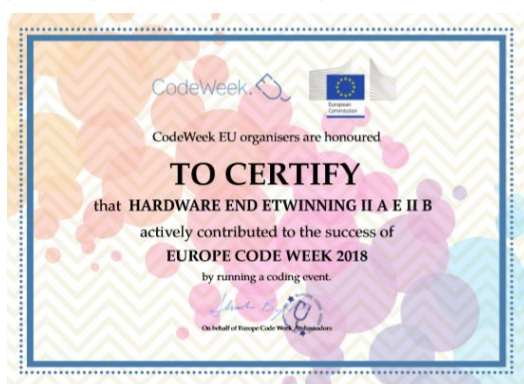 CodeWeek
European
Commission
CodeWeek EU organisers are honoured
TO CERTIFY
that HARDWARE END ETWINNING II A E II B
actively contributed to the success of
EUROPE CODE WEEK 2018
by running a coding event.
On behalf of Europe Code Week Ambassadors